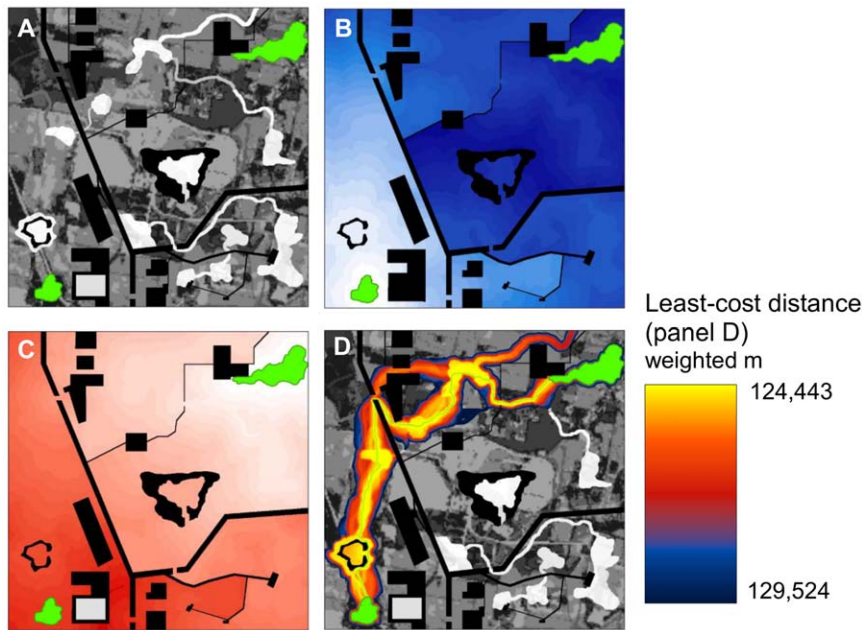 A
B
C
D
Least-cost distance
(panel D)
weighted m
124,443
129,524